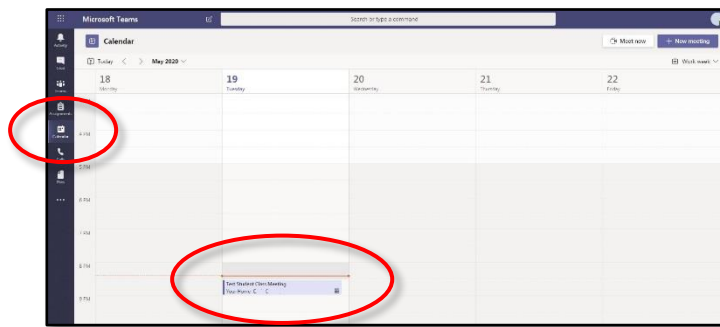 Microsoft Teams
Search or type a command
Activity
Calendar
Meet now
+ New meeting
Today
May 2020
Work week
18
Monday
19
Tuesday
20
Wednesday
21
Thursday
22
Friday
Teams
Assignments
Calendar
4 PM
5 PM
Files
6 PM
7 PM
8 PM
Test Student Class Meeting
9 PM